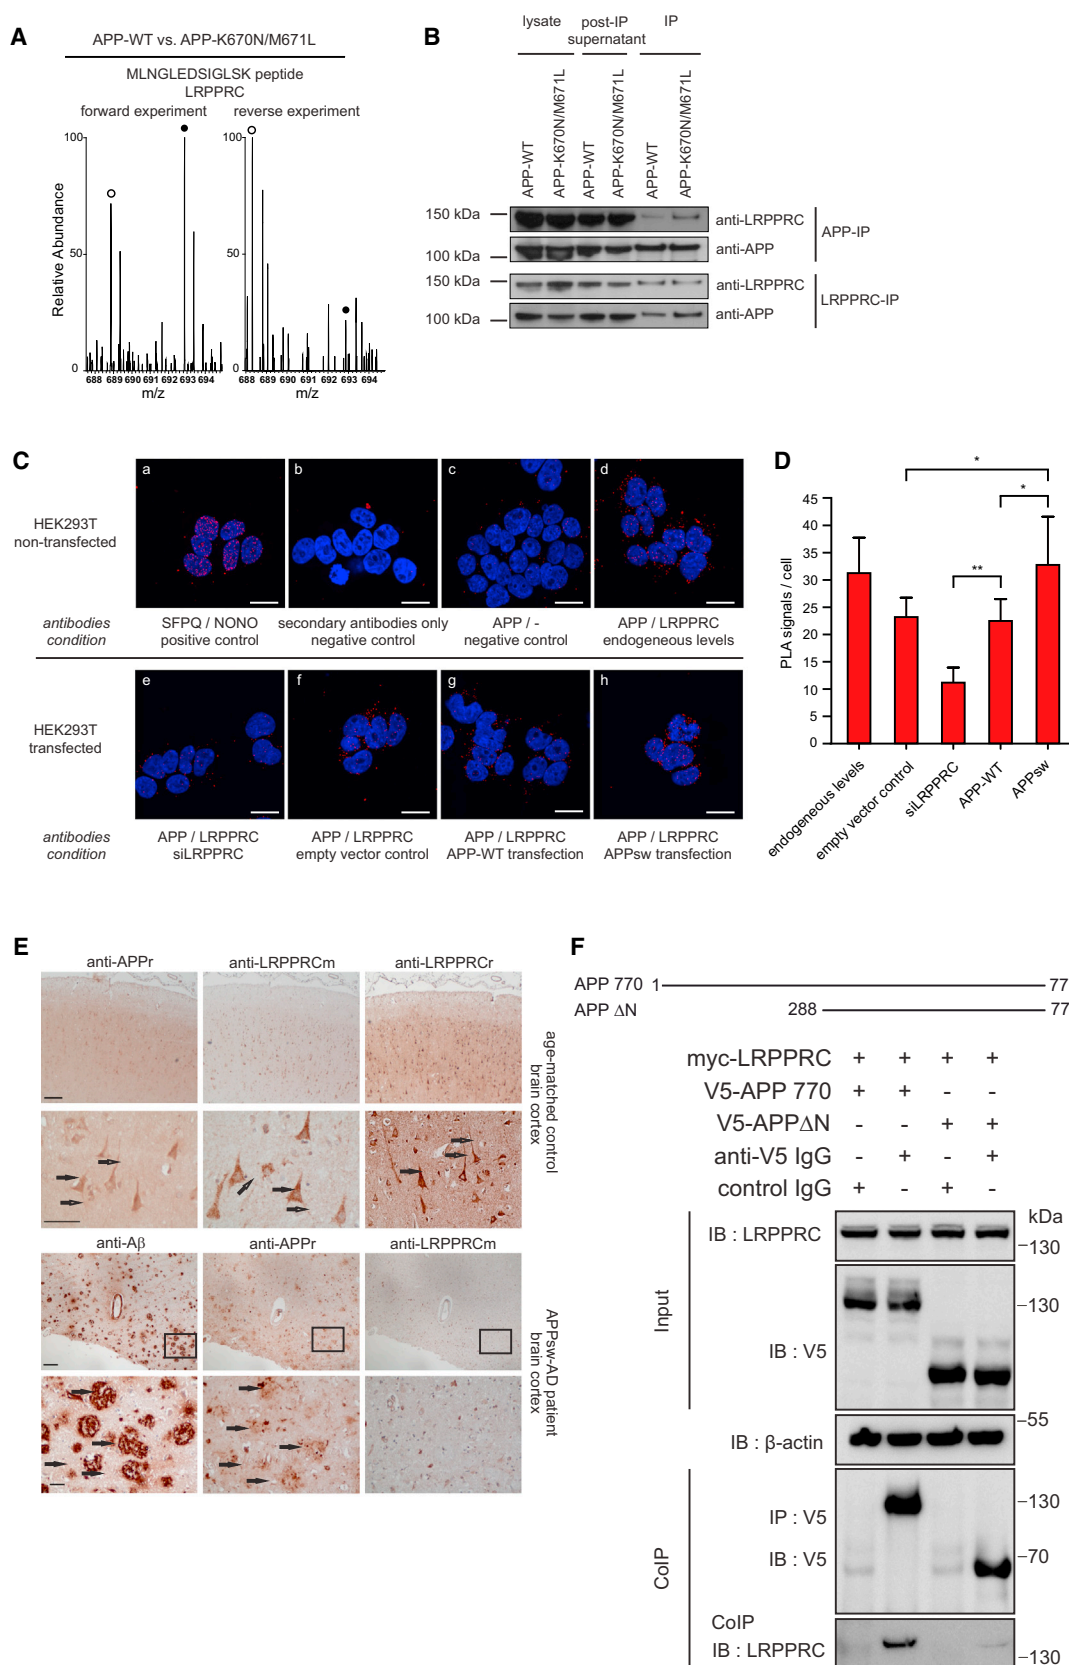 A
APP-WT vs. APP-K670N/M671L
MLNGLEDSIGLSK peptide
LRPPRC
forward experiment
reverse experiment
Relative Abundance
100
50
0
688 689 690 691 692 693 694
m/z
100
50
0
688 689 690 691 692 693 694
m/z
B
lysate
post-IP
supernatant
IP
APP-WT
APP-K670N/M671L
APP-WT
APP-K670N/M671L
APP-WT
APP-K670N/M671L
150 kDa
anti-LRPPRC
100 kDa
anti-APP
APP-IP
150 kDa
anti-LRPPRC
100 kDa
anti-APP
LRPPRC-IP
C
HEK293T
non-transfected
a
b
c
d
antibodies
condition
SFPQ / NONO
positive control
secondary antibodies only
negative control
APP / -
negative control
APP / LRPPRC
endogeneous levels
HEK293T
transfected
e
f
g
h
antibodies
condition
APP / LRPPRC
siLRPPRC
APP / LRPPRC
empty vector control
APP / LRPPRC
APP-WT transfection
APP / LRPPRC
APPsw transfection
D
PLA signals / cell
45
40
35
30
25
20
15
10
5
0
*
*
**
endogeneous levels
empty vector control
siLRPPRC
APP-WT
APPsw
E
anti-APPr
anti-LRPPRCm
anti-LRPPRCr
age-matched control
brain cortex
anti-Aβ
anti-APPr
anti-LRPPRCm
APPsw-AD patient
brain cortex
F
APP 770 1 77
APP ΔN 288 77
myc-LRPPRC + + + +
V5-APP 770 + + - -
V5-APPΔN - - + +
anti-V5 IgG - + - +
control IgG + - + -
kDa
Input
IB : LRPPRC
–130
–130
IB : V5
–55
IB : β-actin
CoIP
IP : V5
–130
IB : V5
–70
CoIP
IB : LRPPRC
–130